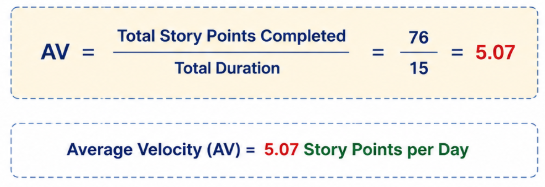 AV = Total Story Points Completed / Total Duration = 76 / 15 = 5.07
Average Velocity (AV) = 5.07 Story Points per Day